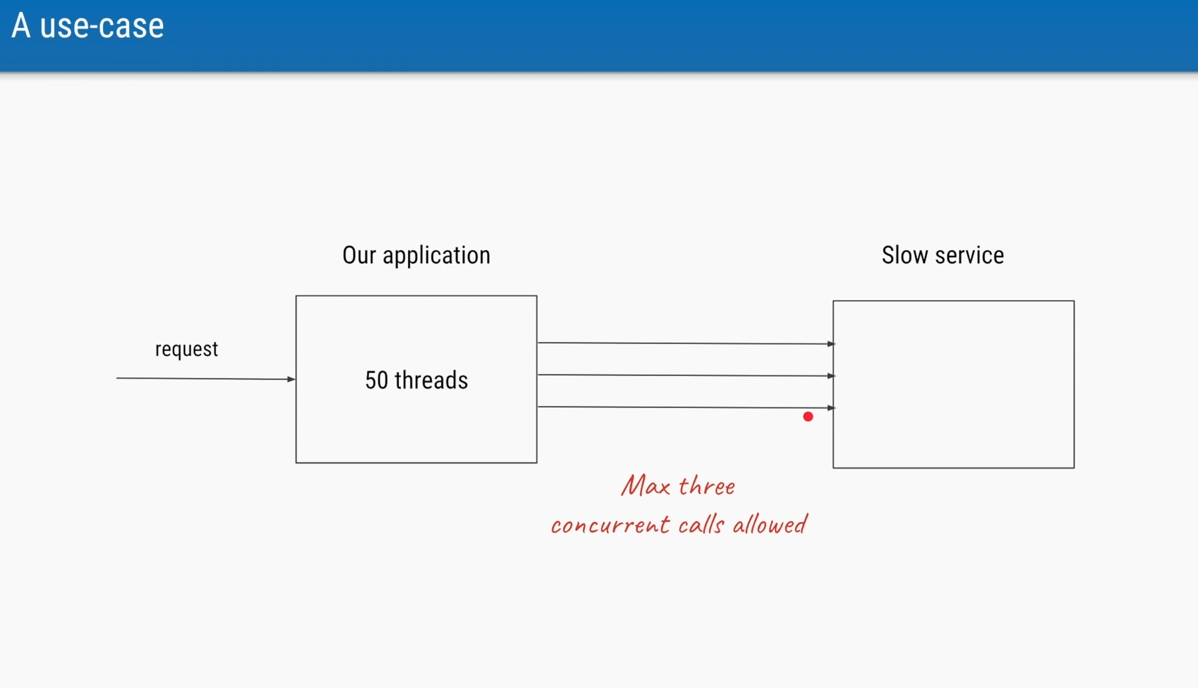 A use-case
Our application
Slow service
request
50 threads
Max three
concurrent calls allowed